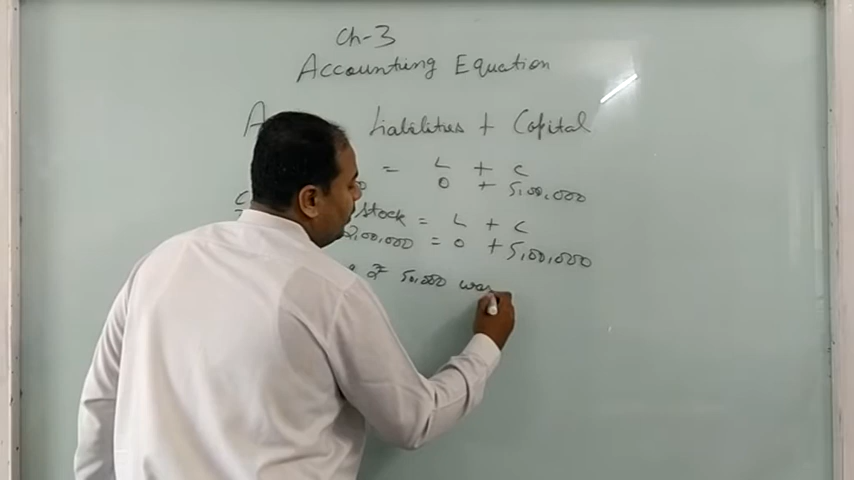 Ch-3
Accounting Equation
A Liabilities + Capital
= L + C
0 + 5,00,000
C stock = L + C
2,00,000 = 0 + 5,00,000
of 50,000 was